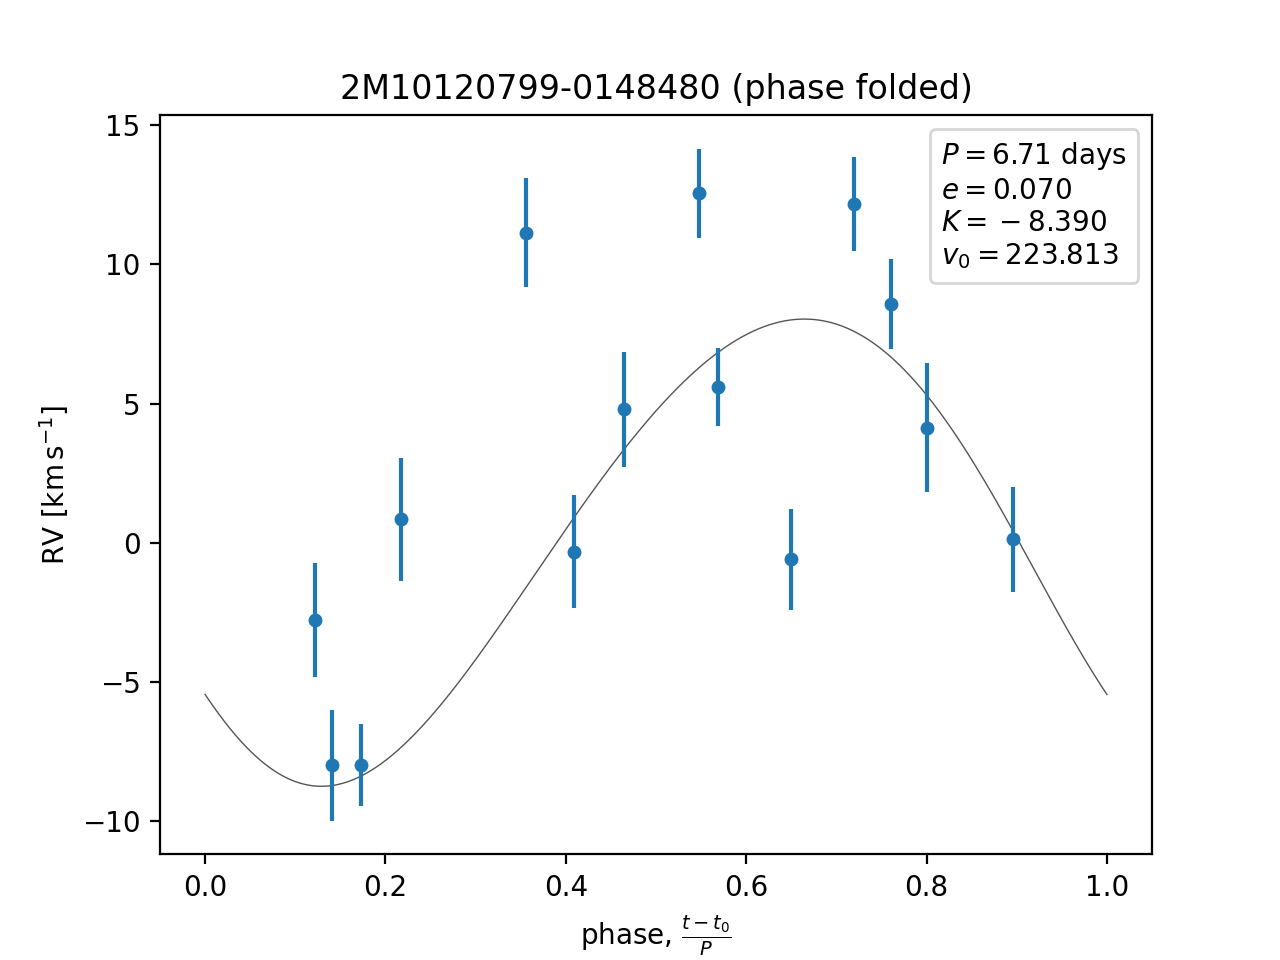 2M10120799-0148480 (phase folded)
P = 6.71 days
e = 0.070
K = −8.390
v₀ = 223.813
15
10
5
0
−5
−10
RV [km s⁻¹]
0.0 0.2 0.4 0.6 0.8 1.0
phase, (t − t₀)/P